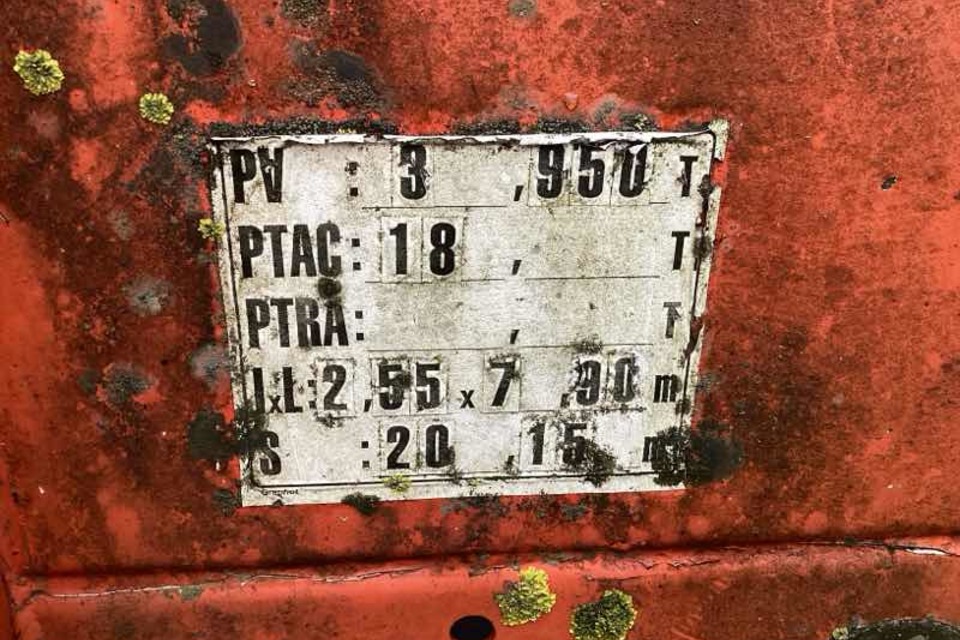 PV : 3 ,950 T
PTAC: 18 , T
PTRA: , T
lxL: 2,55 x 7 ,90 m
S : 20 ,15 m